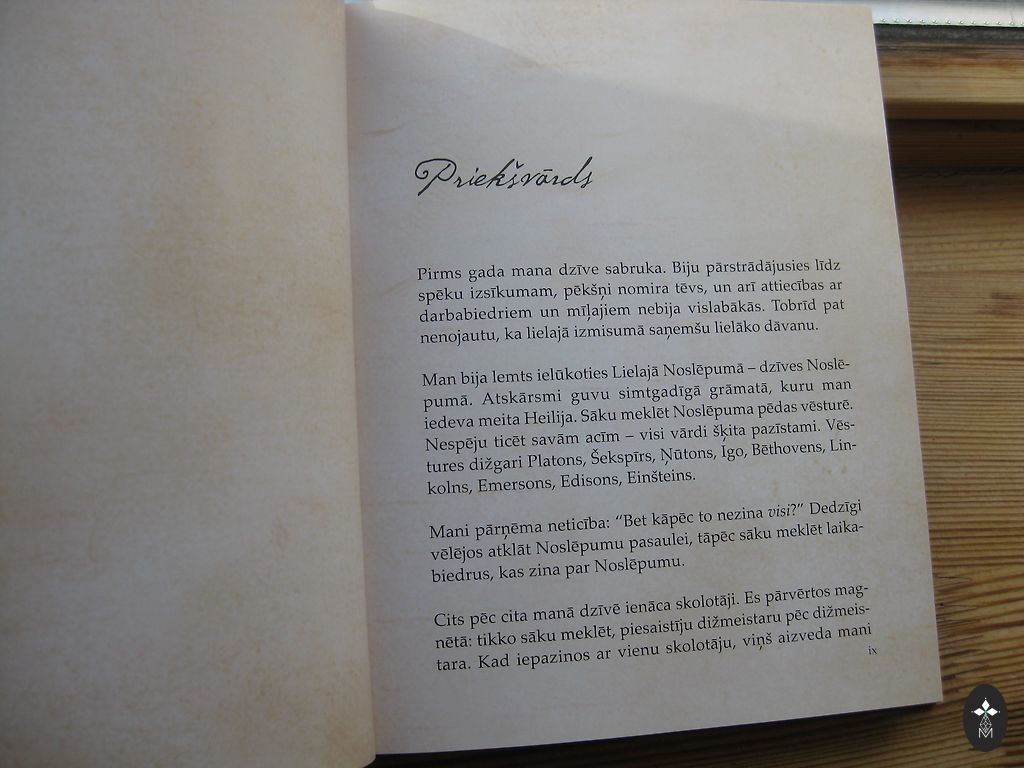 Priekšvārds
Pirms gada mana dzīve sabruka. Biju pārstrādājusies līdz
spēku izsīkumam, pēkšņi nomira tēvs, un arī attiecības ar
darbabiedriem un mīļajiem nebija vislabākās. Tobrīd pat
nenojautu, ka lielajā izmisumā saņemšu lielāko dāvanu.
Man bija lemts ielūkoties Lielajā Noslēpumā – dzīves Noslē-
pumā. Atskārsmi guvu simtgadīgā grāmatā, kuru man
iedeva meita Heilija. Sāku meklēt Noslēpuma pēdas vēsturē.
Nespēju ticēt savām acīm – visi vārdi šķita pazīstami. Vēs-
tures dižgari Platons, Šekspīrs, Ņūtons, Igo, Bēthovens, Lin-
kolns, Emersons, Edisons, Einšteins.
Mani pārņēma neticība: “Bet kāpēc to nezina visi?” Dedzīgi
vēlējos atklāt Noslēpumu pasaulei, tāpēc sāku meklēt laika-
biedrus, kas zina par Noslēpumu.
Cits pēc cita manā dzīvē ienāca skolotāji. Es pārvērtos mag-
nētā: tikko sāku meklēt, piesaistīju dižmeistaru pēc dižmeis-
tara. Kad iepazinos ar vienu skolotāju, viņš aizveda mani
ix
M